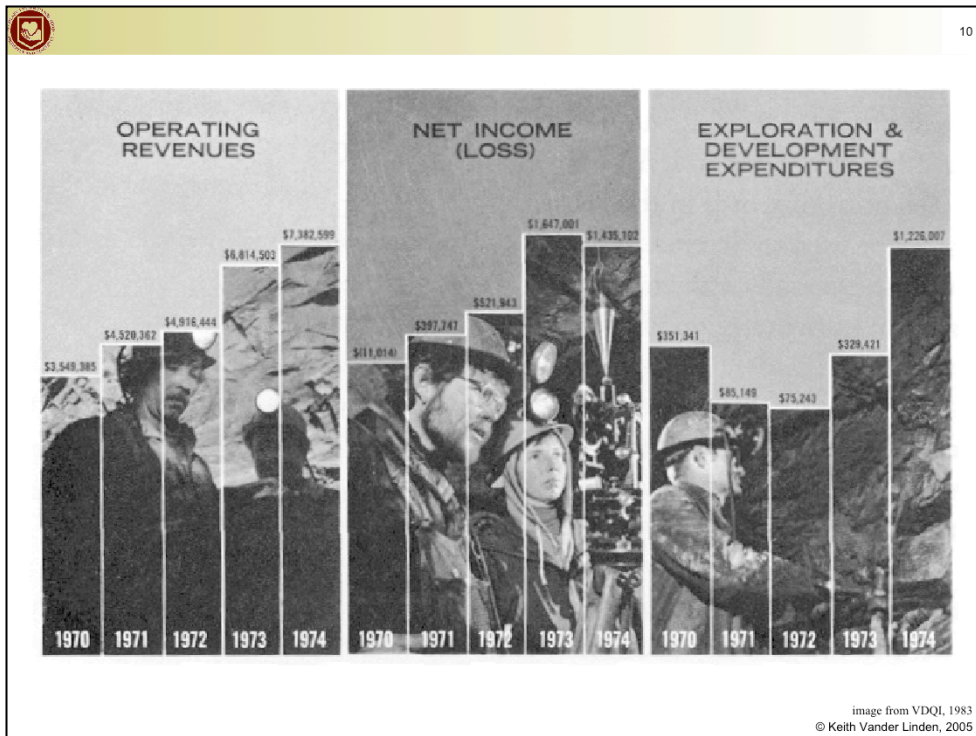 10
OPERATING
REVENUES
$3,549,385
$4,520,362
$4,916,444
$6,814,503
$7,382,599
1970 1971 1972 1973 1974
NET INCOME
(LOSS)
$(11,014)
$397,747
$521,943
$1,647,001
$1,435,102
1970 1971 1972 1973 1974
EXPLORATION &
DEVELOPMENT
EXPENDITURES
$351,341
$85,149
$75,243
$329,421
$1,226,007
1970 1971 1972 1973 1974
image from VDQI, 1983
© Keith Vander Linden, 2005